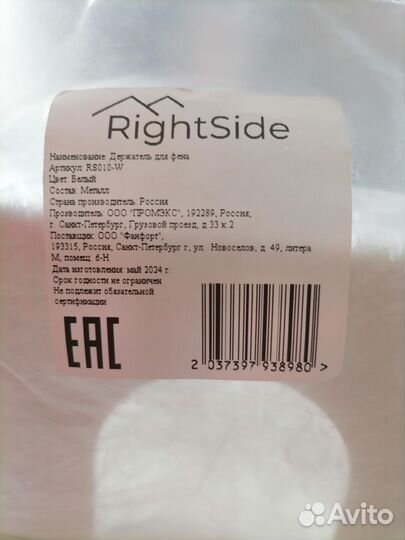 RightSide
Наименование: Держатель для фена
Артикул: RS010-W
Цвет: Белый
Состав: Металл
Страна производитель: Россия
Прозводитель: ООО "ПРОМЭКС", 192289, Россия,
г. Санкт-Петербург, Грузовой проезд, д 33 к 2
Поставщик: ООО "Фанфорт",
193315, Россия, Санкт-Петербург г, ул. Новоселов, д. 49, литера
М, помещ. 6-Н
Дата изготовления: май 2024 г.
Срок годности не ограничен
Не подлежит обязательной
сертификации
EAC
2 037397 938980 >
Avito